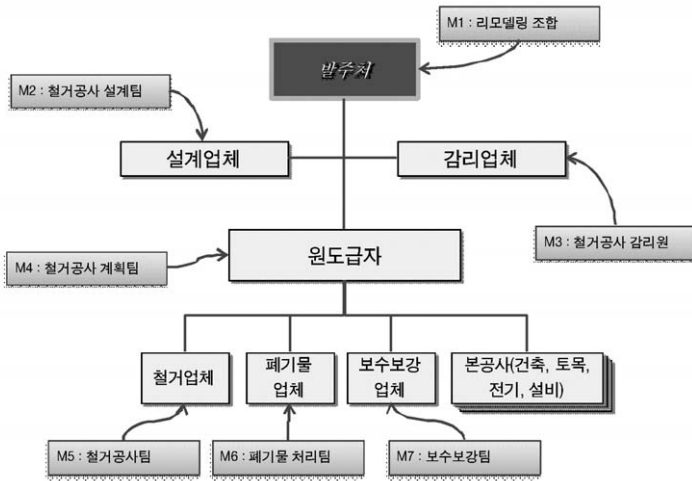 M1 : 리모델링 조합
발주처
M2 : 철거공사 설계팀
설계업체
감리업체
M3 : 철거공사 감리원
원도급자
M4 : 철거공사 계획팀
철거업체
폐기물
업체
보수보강
업체
본공사(건축, 토목,
전기, 설비)
M5 : 철거공사팀
M6 : 폐기물 처리팀
M7 : 보수보강팀